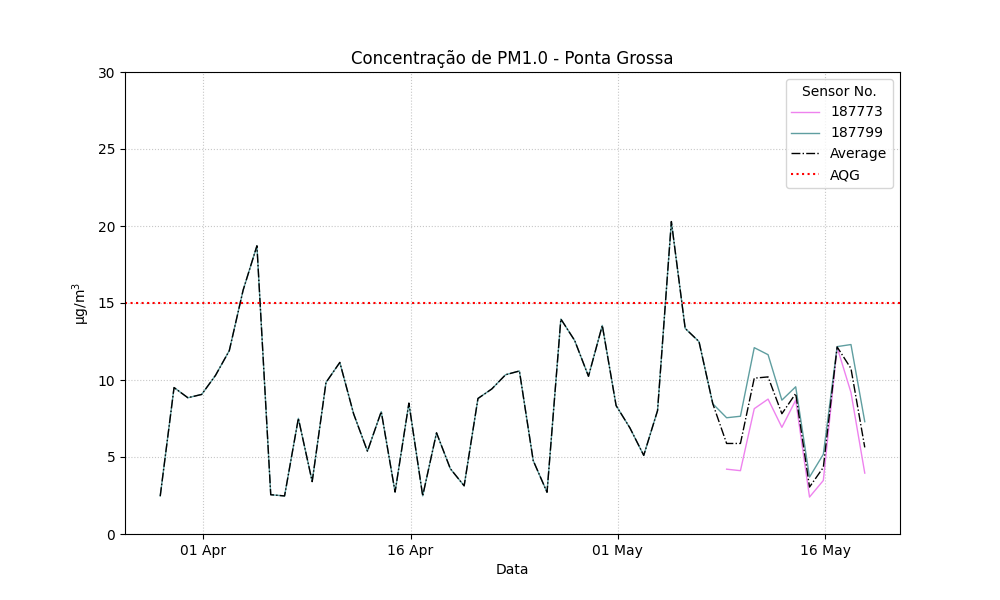 Concentração de PM1.0 - Ponta Grossa
30
25
20
15
10
5
0
µg/m³
Sensor No.
187773
187799
Average
AQG
01 Apr
16 Apr
01 May
16 May
Data